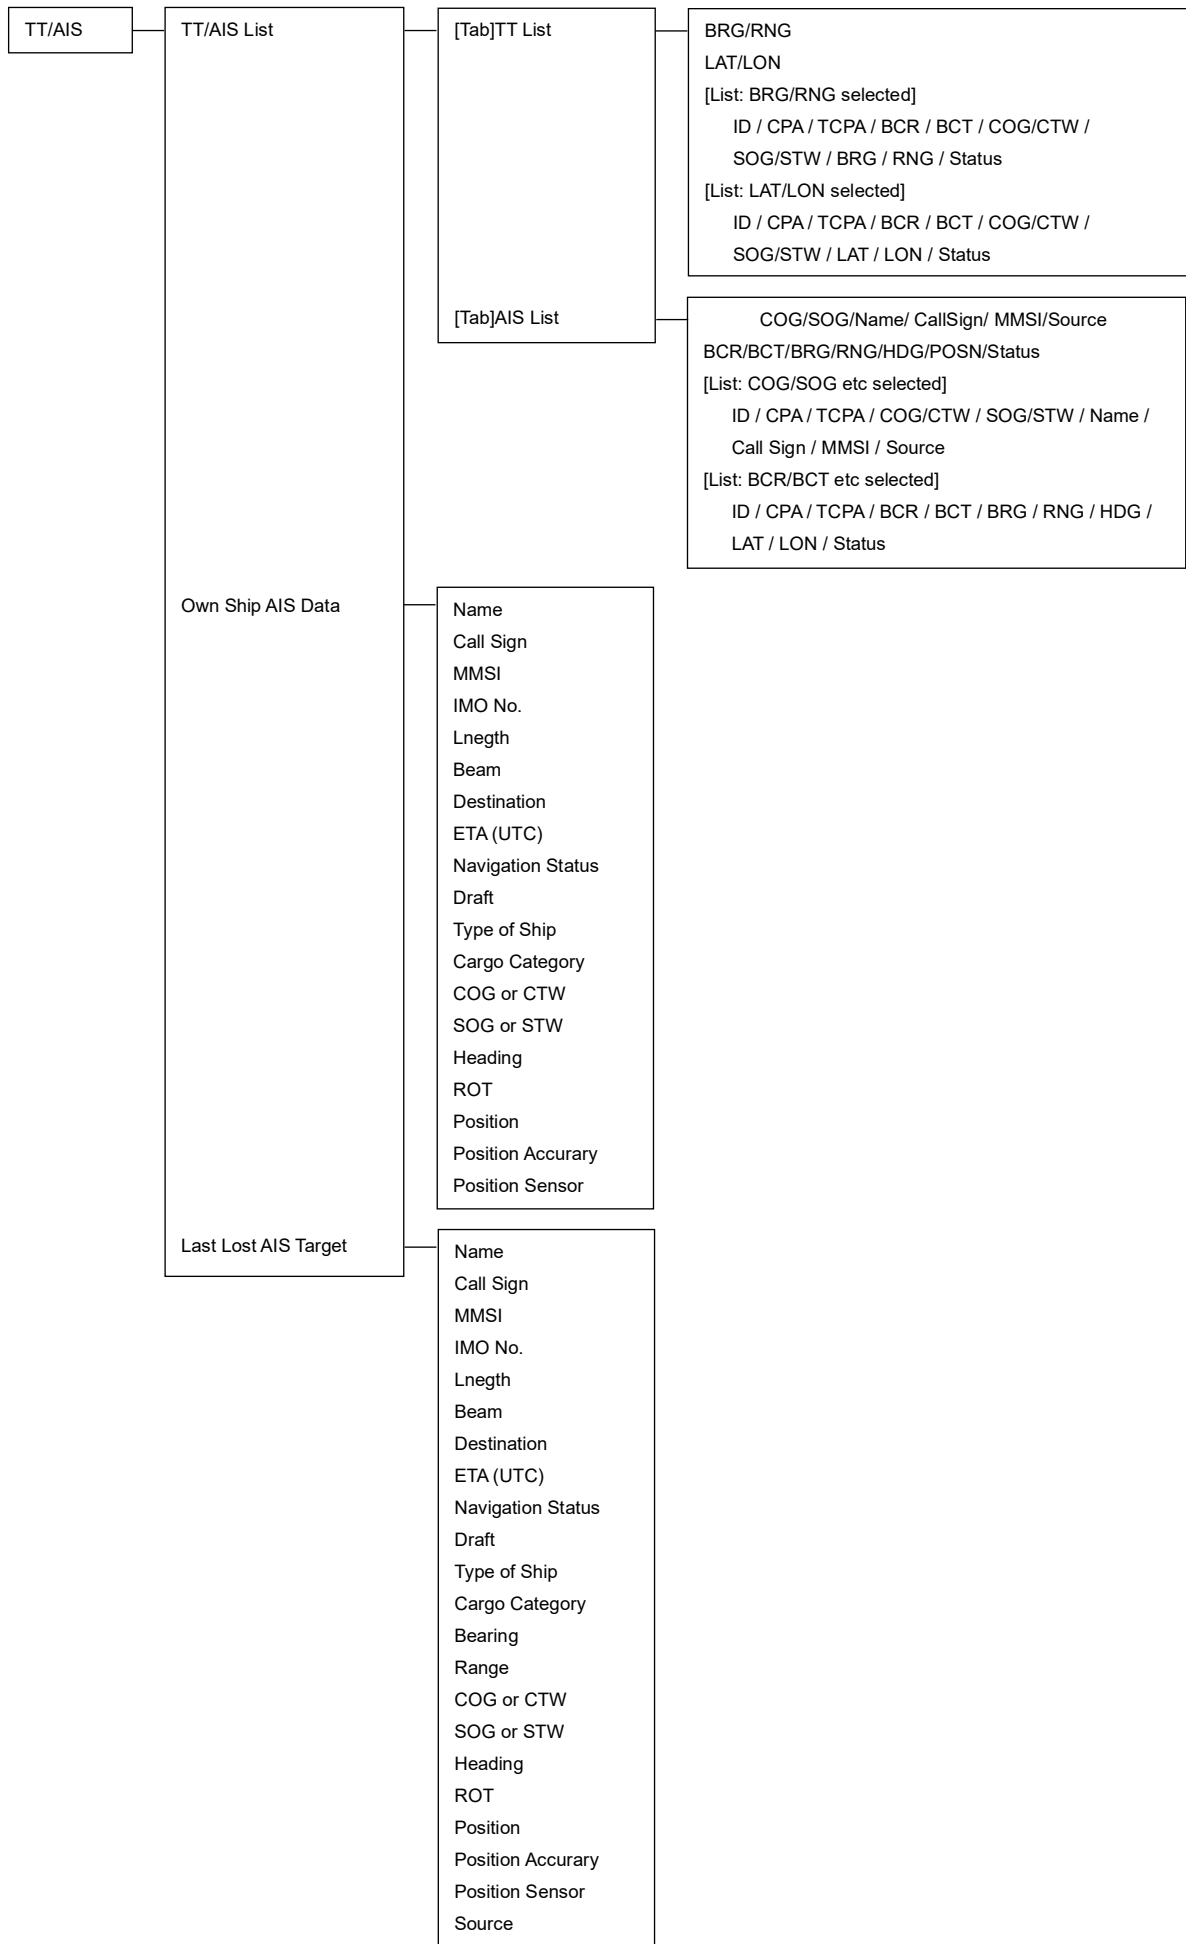 TT/AIS
TT/AIS List
[Tab]TT List
BRG/RNG
LAT/LON
[List: BRG/RNG selected]
ID / CPA / TCPA / BCR / BCT / COG/CTW /
SOG/STW / BRG / RNG / Status
[List: LAT/LON selected]
ID / CPA / TCPA / BCR / BCT / COG/CTW /
SOG/STW / LAT / LON / Status
[Tab]AIS List
COG/SOG/Name/ CallSign/ MMSI/Source
BCR/BCT/BRG/RNG/HDG/POSN/Status
[List: COG/SOG etc selected]
ID / CPA / TCPA / COG/CTW / SOG/STW / Name /
Call Sign / MMSI / Source
[List: BCR/BCT etc selected]
ID / CPA / TCPA / BCR / BCT / BRG / RNG / HDG /
LAT / LON / Status
Own Ship AIS Data
Name
Call Sign
MMSI
IMO No.
Lnegth
Beam
Destination
ETA (UTC)
Navigation Status
Draft
Type of Ship
Cargo Category
COG or CTW
SOG or STW
Heading
ROT
Position
Position Accurary
Position Sensor
Last Lost AIS Target
Name
Call Sign
MMSI
IMO No.
Lnegth
Beam
Destination
ETA (UTC)
Navigation Status
Draft
Type of Ship
Cargo Category
Bearing
Range
COG or CTW
SOG or STW
Heading
ROT
Position
Position Accurary
Position Sensor
Source